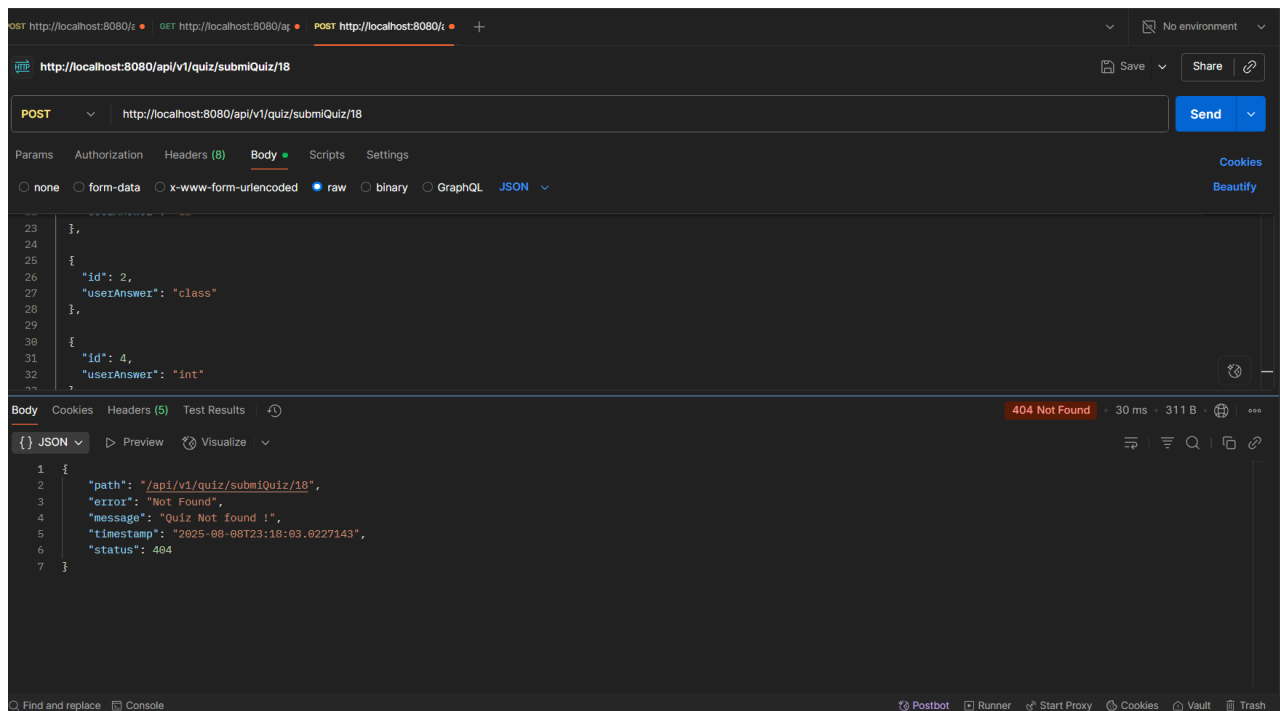 POST http://localhost:8080/a GET http://localhost:8080/ap POST http://localhost:8080/a No environment
HTTP http://localhost:8080/api/v1/quiz/submiQuiz/18 Save Share
POST http://localhost:8080/api/v1/quiz/submiQuiz/18 Send
Params Authorization Headers (8) Body Scripts Settings Cookies
none form-data x-www-form-urlencoded raw binary GraphQL JSON Beautify
23 },
24
25 {
26 "id": 2,
27 "userAnswer": "class"
28 },
29
30 {
31 "id": 4,
32 "userAnswer": "int"
Body Cookies Headers (5) Test Results 404 Not Found 30 ms 311 B
{} JSON Preview Visualize
1 {
2 "path": "/api/v1/quiz/submiQuiz/18",
3 "error": "Not Found",
4 "message": "Quiz Not found !",
5 "timestamp": "2025-08-08T23:18:03.0227143",
6 "status": 404
7 }
Find and replace Console Postbot Runner Start Proxy Cookies Vault Trash